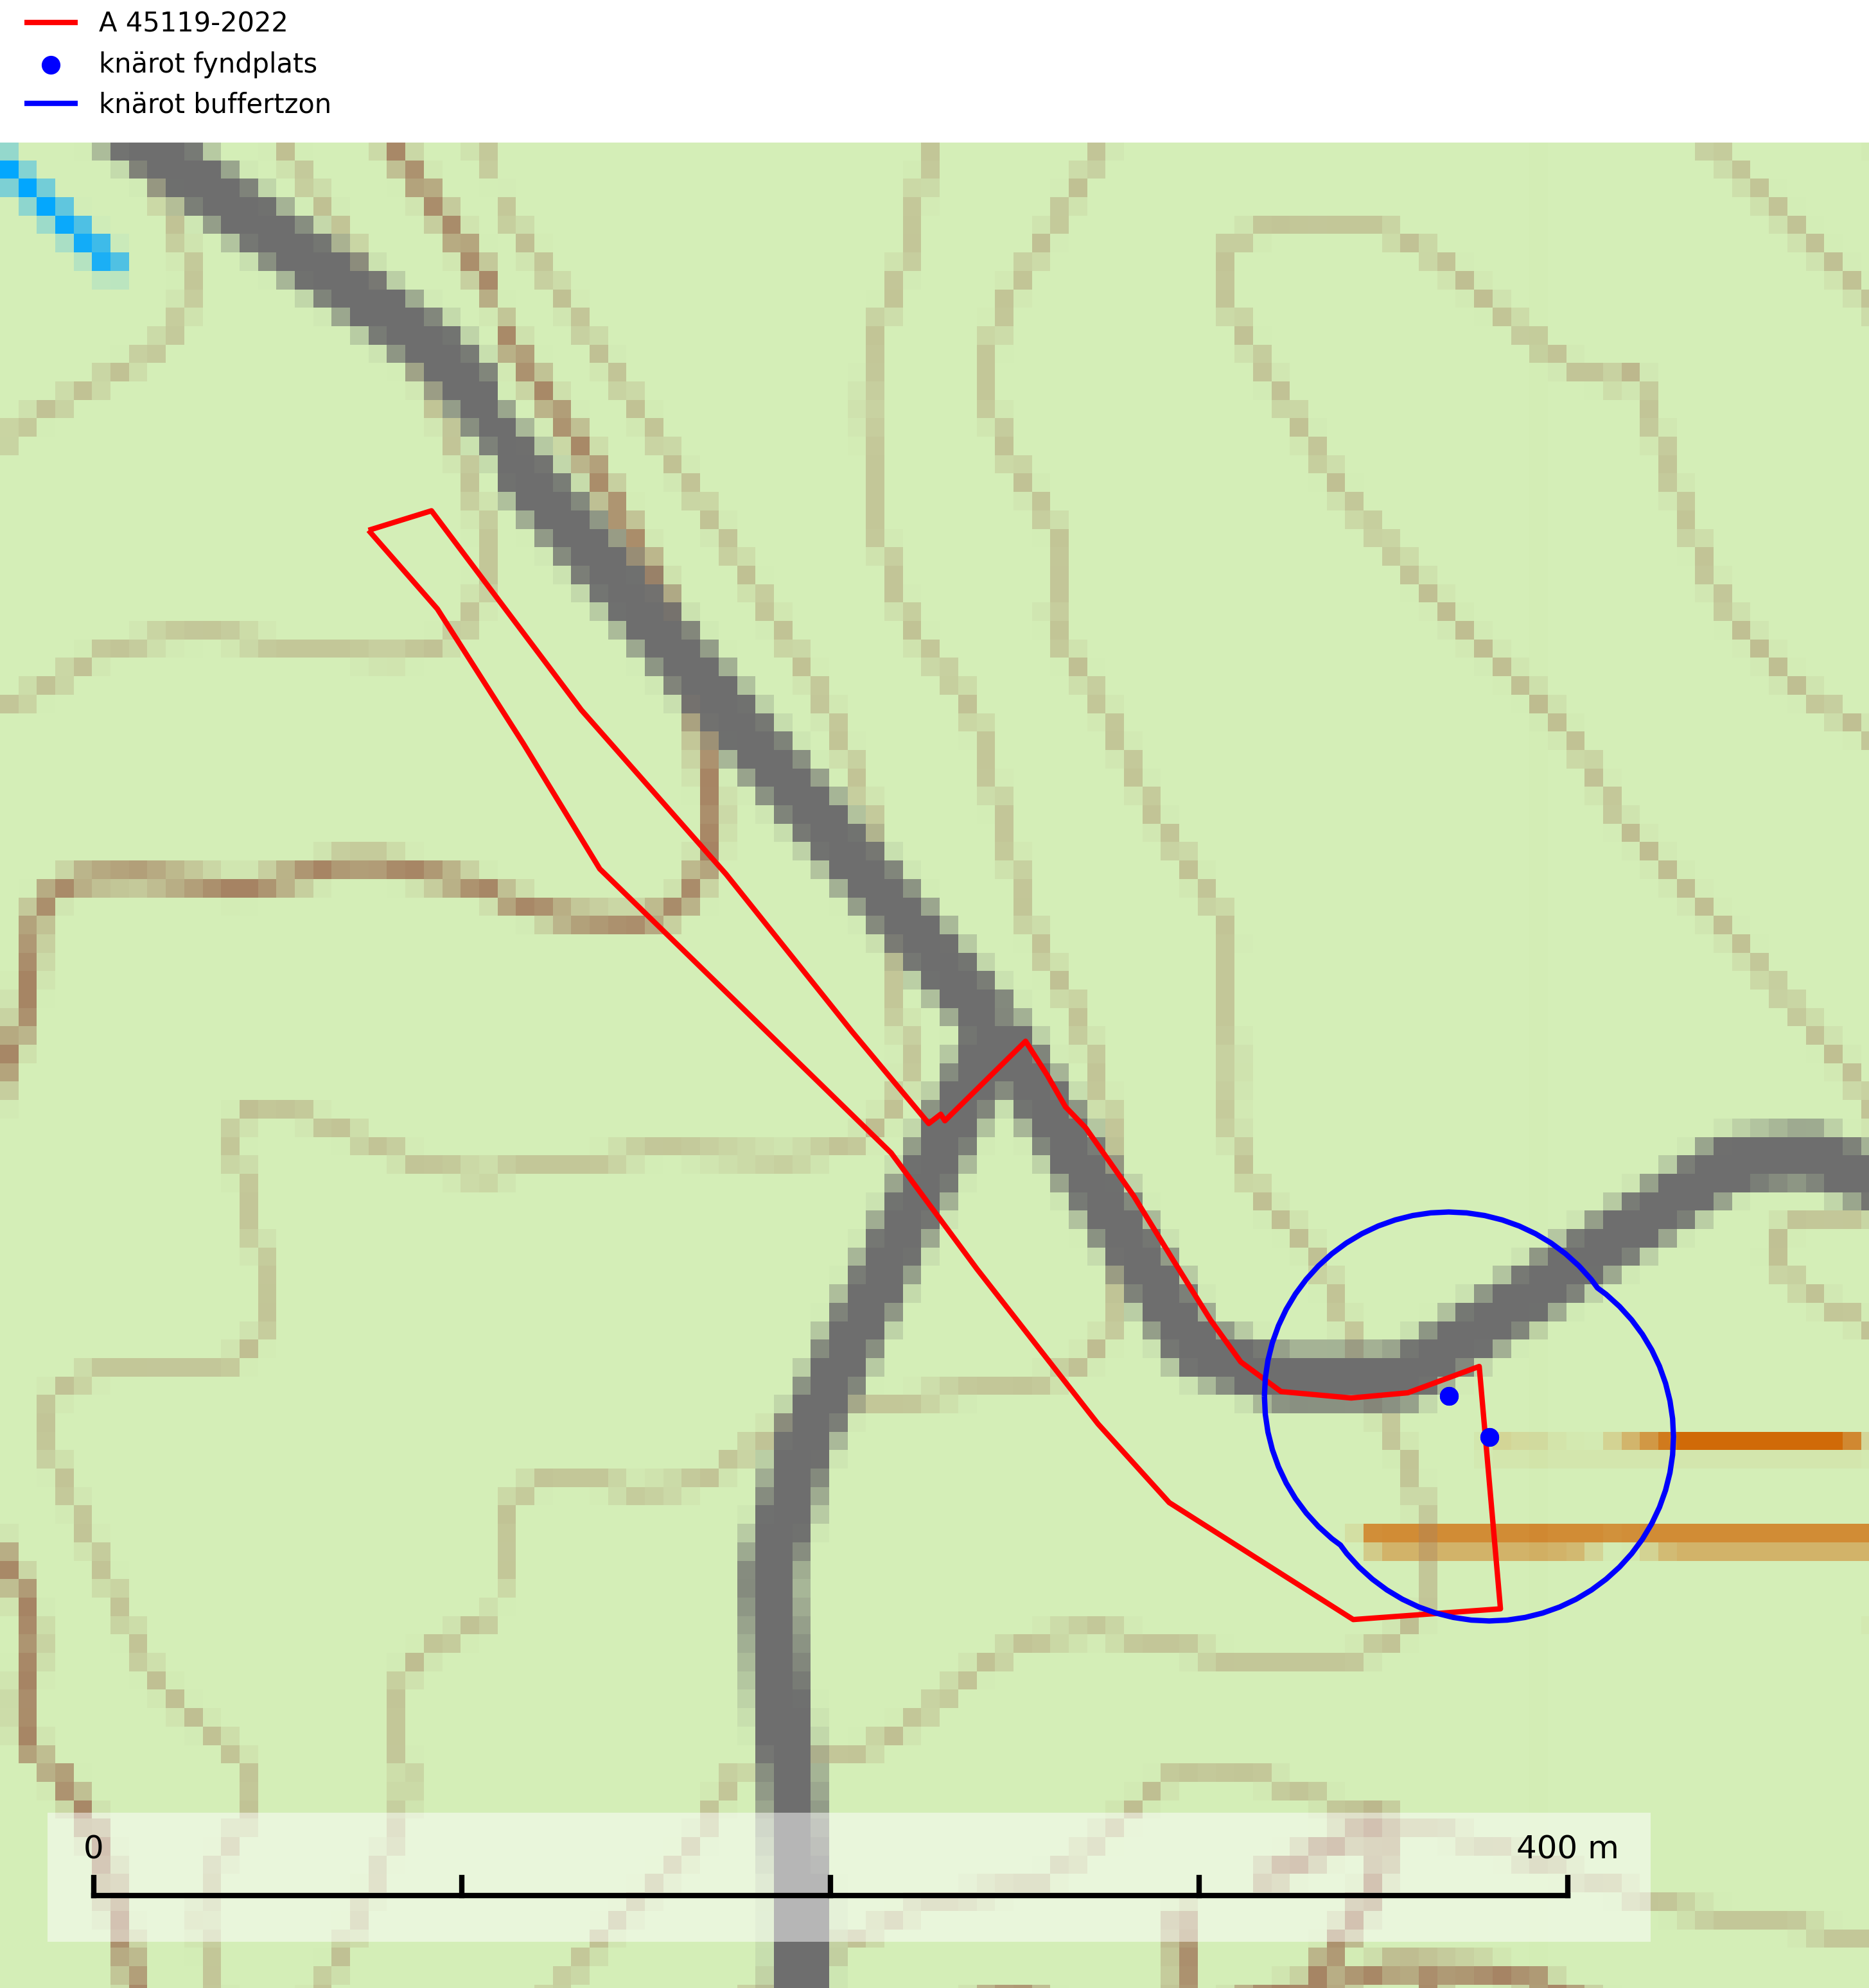 A 45119-2022
knärot fyndplats
knärot buffertzon
0 400 m